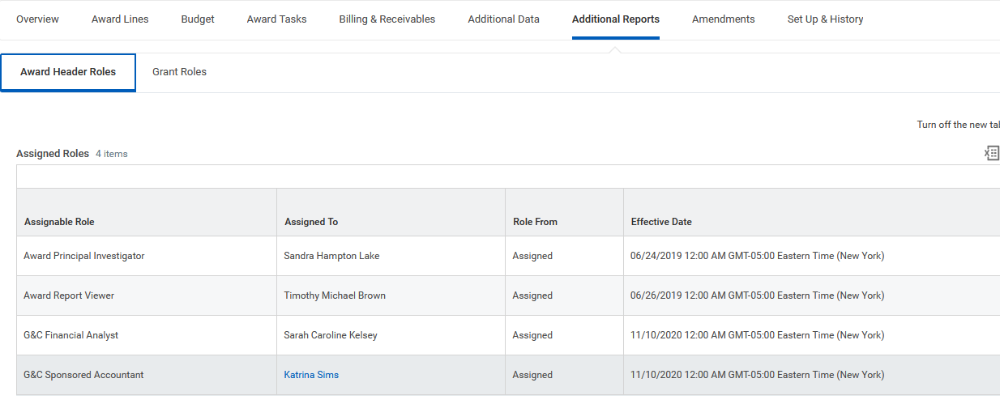 Overview Award Lines Budget Award Tasks Billing & Receivables Additional Data Additional Reports Amendments Set Up & History
Award Header Roles Grant Roles
Turn off the new
Assigned Roles 4 items
Assignable Role Assigned To Role From Effective Date
Award Principal Investigator Sandra Hampton Lake Assigned 06/24/2019 12:00 AM GMT-05:00 Eastern Time (New York)
Award Report Viewer Timothy Michael Brown Assigned 06/26/2019 12:00 AM GMT-05:00 Eastern Time (New York)
G&C Financial Analyst Sarah Caroline Kelsey Assigned 11/10/2020 12:00 AM GMT-05:00 Eastern Time (New York)
G&C Sponsored Accountant Katrina Sims Assigned 11/10/2020 12:00 AM GMT-05:00 Eastern Time (New York)